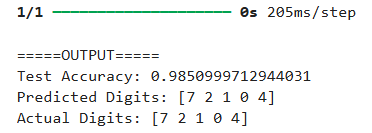 1/1 ━━━━━━━━━━━━━━━━━━━━ 0s 205ms/step
=====OUTPUT=====
Test Accuracy: 0.9850999712944031
Predicted Digits: [7 2 1 0 4]
Actual Digits: [7 2 1 0 4]